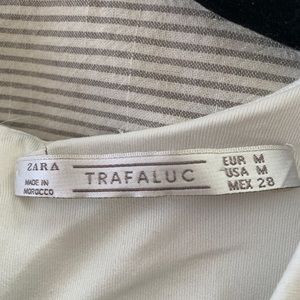 ZARA
MADE IN
MOROCCO
TRAFALUC
EUR M
USA M
MEX 28